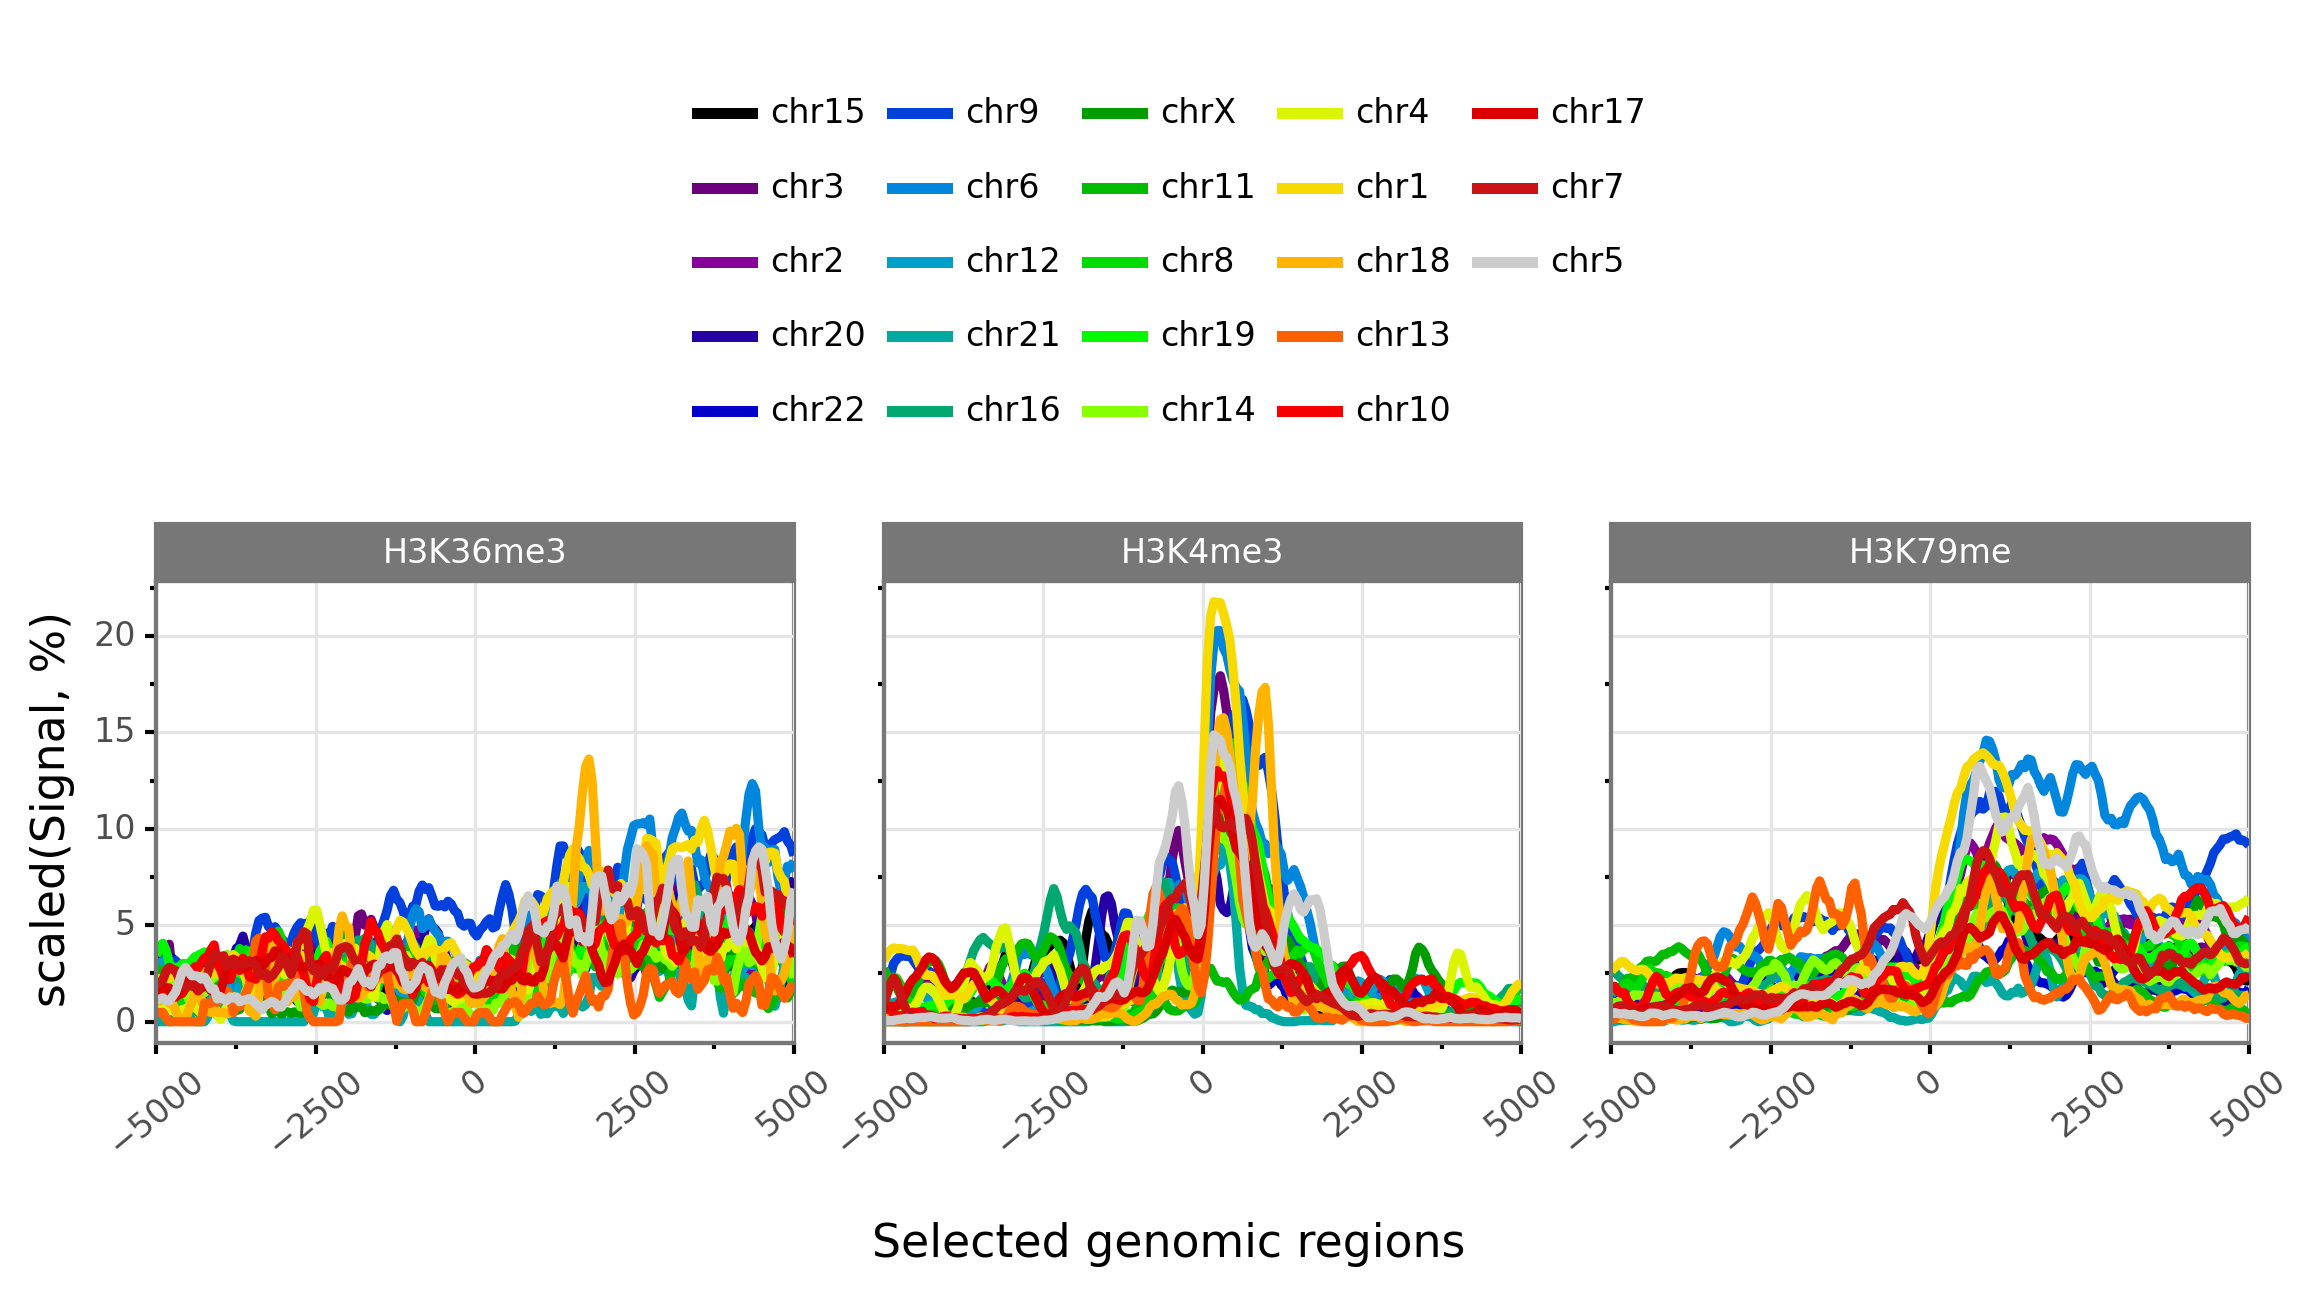 chr15 chr9 chrX chr4 chr17
chr3 chr6 chr11 chr1 chr7
chr2 chr12 chr8 chr18 chr5
chr20 chr21 chr19 chr13
chr22 chr16 chr14 chr10
H3K36me3 H3K4me3 H3K79me
scaled(Signal, %)
20
15
10
5
0
−5000 −2500 0 2500 5000 −5000 −2500 0 2500 5000 −5000 −2500 0 2500 5000
Selected genomic regions